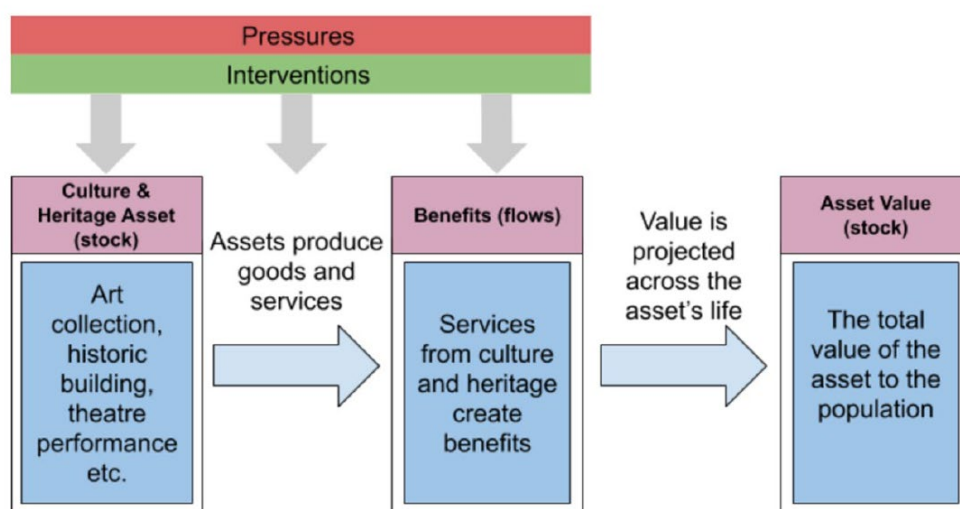 Pressures
Interventions
Culture &
Heritage Asset
(stock)
Art
collection,
historic
building,
theatre
performance
etc.
Assets produce
goods and
services
Benefits (flows)
Services
from culture
and heritage
create
benefits
Value is
projected
across the
asset's life
Asset Value
(stock)
The total
value of the
asset to the
population